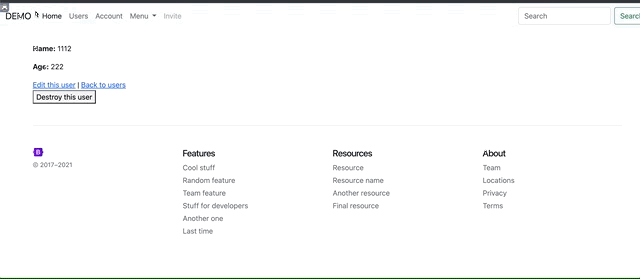 DEMO Home Users Account Menu Invite Search Search
Name: 1112
Age: 222
Edit this user | Back to users
Destroy this user
B
© 2017–2021
Features
Cool stuff
Random feature
Team feature
Stuff for developers
Another one
Last time
Resources
Resource
Resource name
Another resource
Final resource
About
Team
Locations
Privacy
Terms